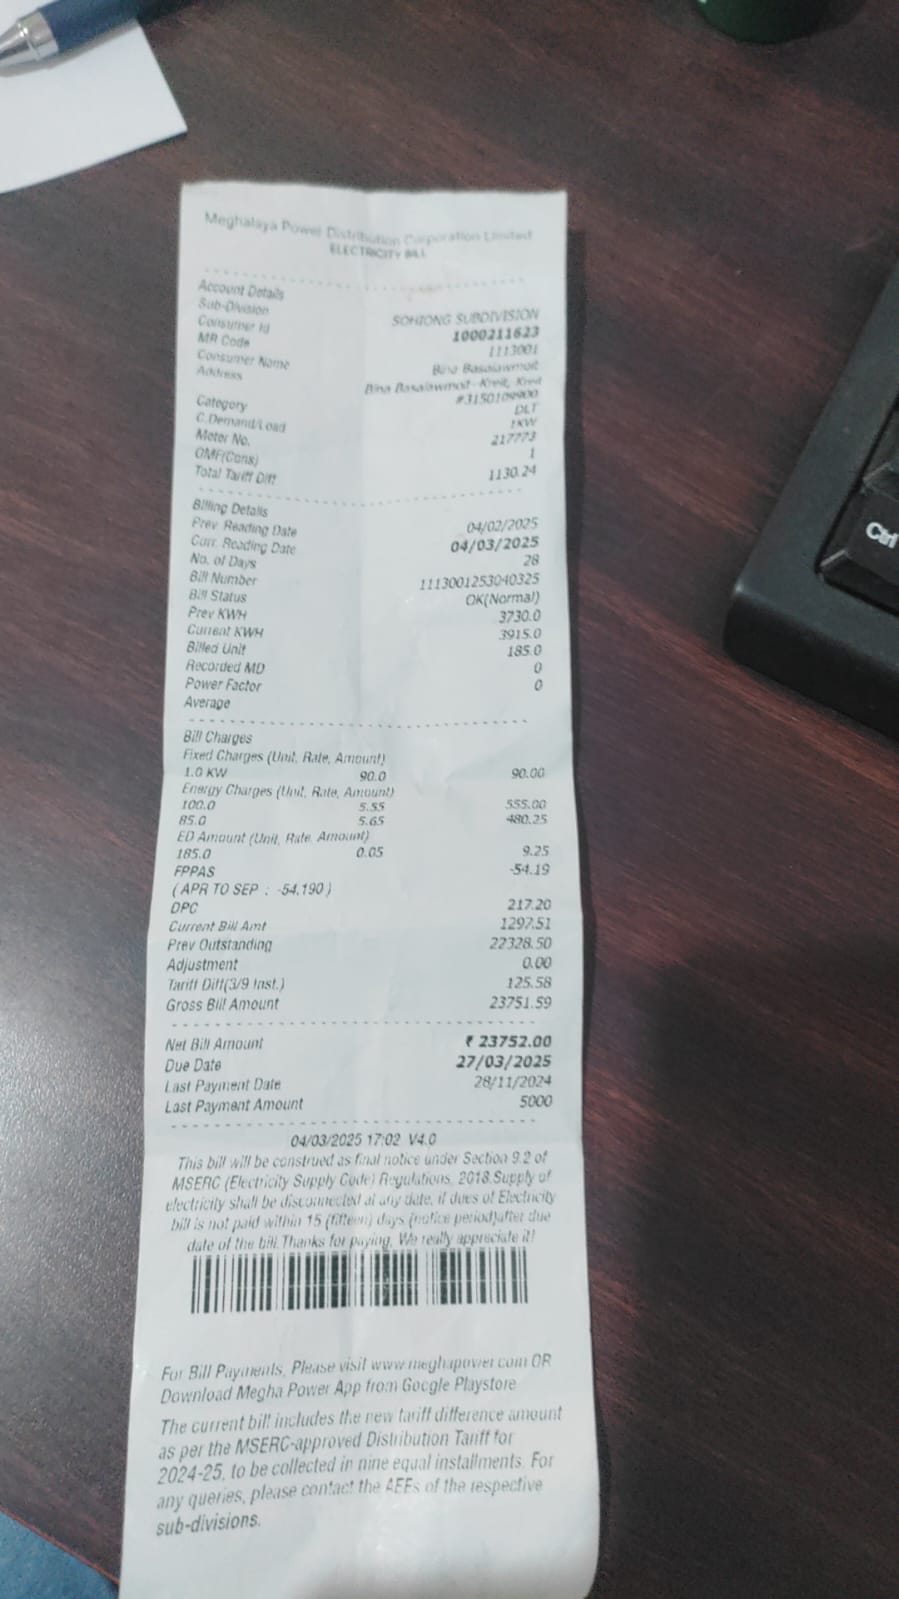 Meghalaya Power Distribution Corporation Limited
ELECTRICITY BILL
Account Details
Sub-Division SOHIONG SUBDIVISION
Consumer Id 1000211623
MR Code 1113001
Consumer Name Bina Basaiawmoit
Address Bina Basaiawmoit--Kreit,-Kreit
#3150109900
Category DLT
C.Demand/Load 1KW
Meter No. 217773
OMF(Cons) 1
Total Tariff Diff 1130.24
Billing Details
Prev. Reading Date 04/02/2025
Curr. Reading Date 04/03/2025
No. of Days 28
Bill Number 1113001253040325
Bill Status OK(Normal)
Prev KWH 3730.0
Current KWH 3915.0
Billed Unit 185.0
Recorded MD 0
Power Factor 0
Average
Bill Charges
Fixed Charges (Unit, Rate, Amount)
1.0 KW 90.0 90.00
Energy Charges (Unit, Rate, Amount)
100.0 5.55 555.00
85.0 5.65 480.25
ED Amount (Unit, Rate, Amount)
185.0 0.05 9.25
FPPAS -54.19
( APR TO SEP : -54.190 )
DPC 217.20
Current Bill Amt 1297.51
Prev Outstanding 22328.50
Adjustment 0.00
Tariff Diff(3/9 Inst.) 125.58
Gross Bill Amount 23751.59
Net Bill Amount ₹ 23752.00
Due Date 27/03/2025
Last Payment Date 28/11/2024
Last Payment Amount 5000
04/03/2025 17:02 V4.0
This bill will be construed as final notice under Section 9.2 of
MSERC (Electricity Supply Code) Regulations, 2018.Supply of
electricity shall be disconnected at any date, if dues of Electricity
bill is not paid within 15 (fifteen) days (notice period)after due
date of the bill.Thanks for paying, We really appreciate it!
For Bill Payments, Please visit www.meghapower.com OR
Download Megha Power App from Google Playstore
The current bill includes the new tariff difference amount
as per the MSERC-approved Distribution Tariff for
2024-25, to be collected in nine equal installments. For
any queries, please contact the AEEs of the respective
sub-divisions.
Ctrl